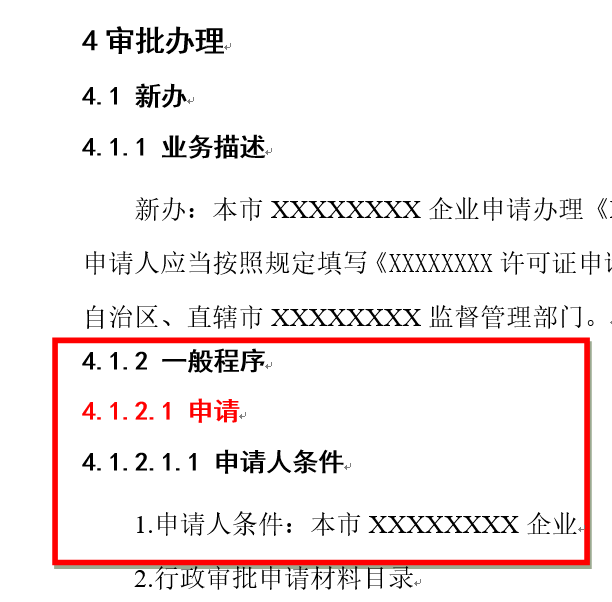 4 审批办理
4.1 新办
4.1.1 业务描述
新办：本市 XXXXXXXX 企业申请办理《
申请人应当按照规定填写《XXXXXXXX 许可证申请
自治区、直辖市 XXXXXXXX 监督管理部门。
4.1.2 一般程序
4.1.2.1 申请
4.1.2.1.1 申请人条件
1.申请人条件：本市 XXXXXXXX 企业
2.行政审批申请材料目录